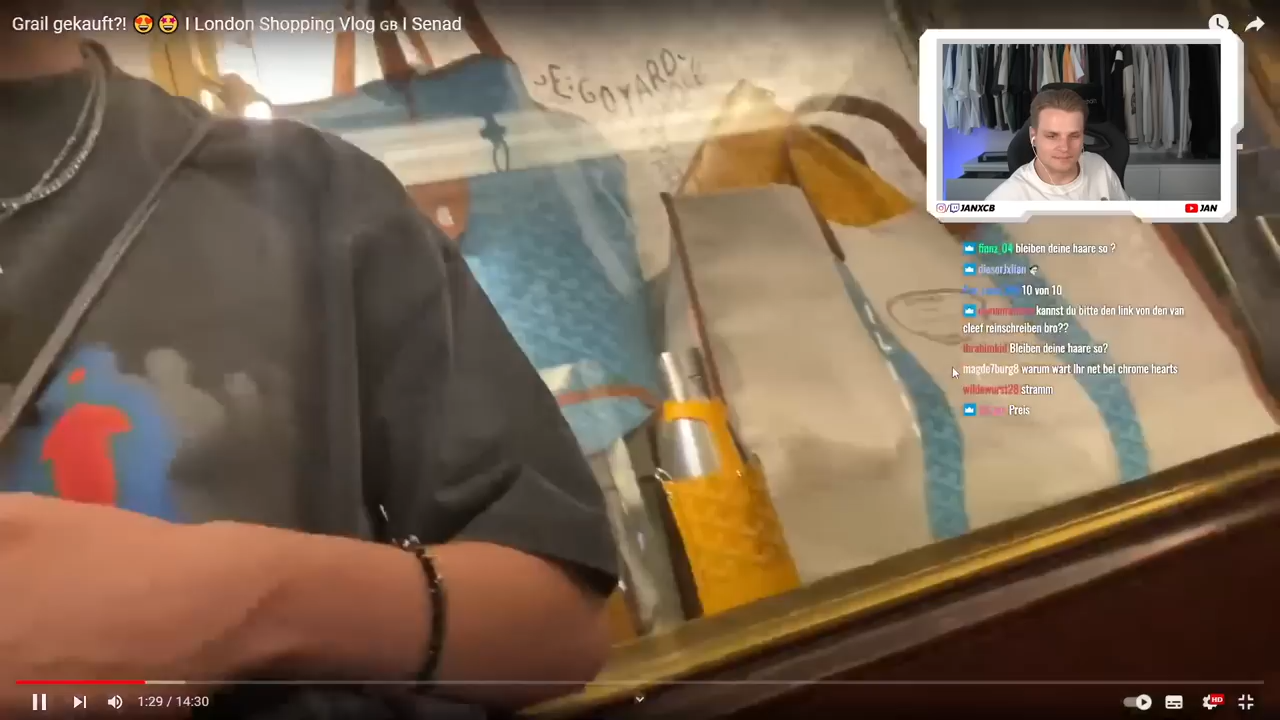 Grail gekauft?! 🤩🤩 I London Shopping Vlog 🇬🇧 I Senad
GOYARD
JANXCB
JAN
fionz_04 bleiben deine haare so ?
dieserJxlian
10 von 10
kannst du bitte den link von den van
cleef reinschreiben bro??
ibrahimkid Bleiben deine haare so?
magde7burg8 warum wart Ihr net bei chrome hearts
wildewurst28 stramm
Preis
1:29 / 14:30
HD